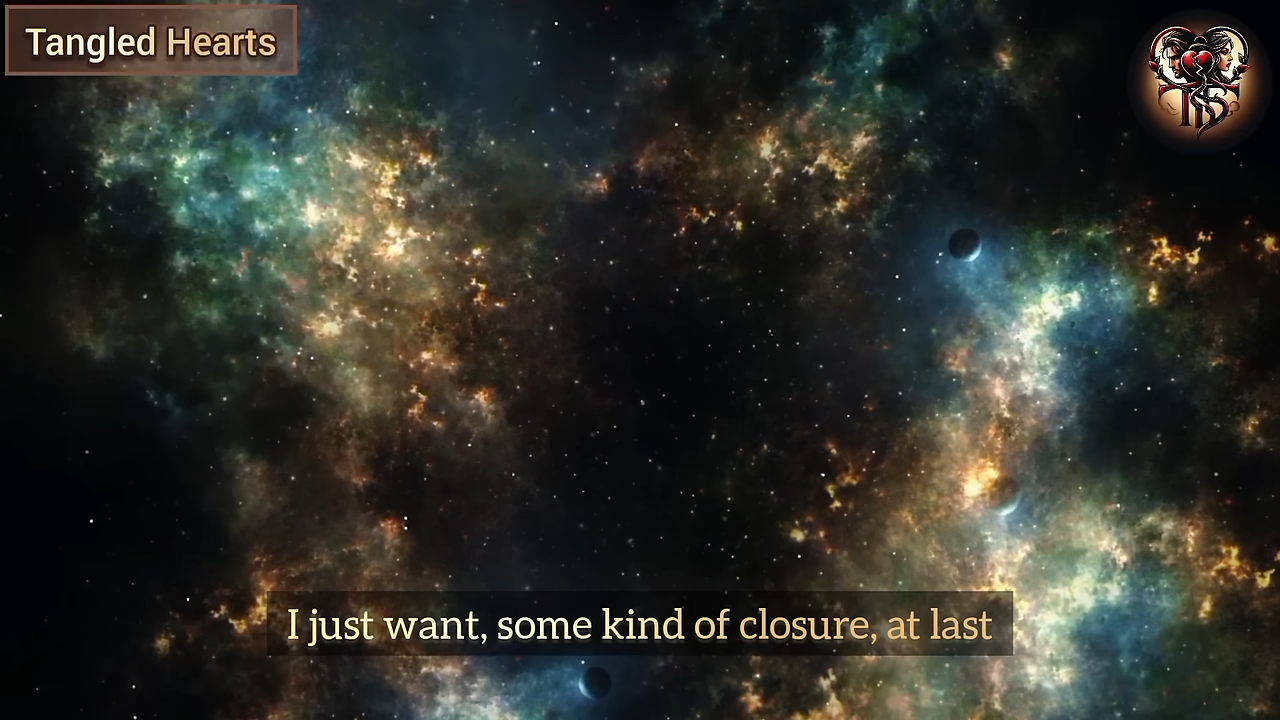 Tangled Hearts
I just want, some kind of closure, at last